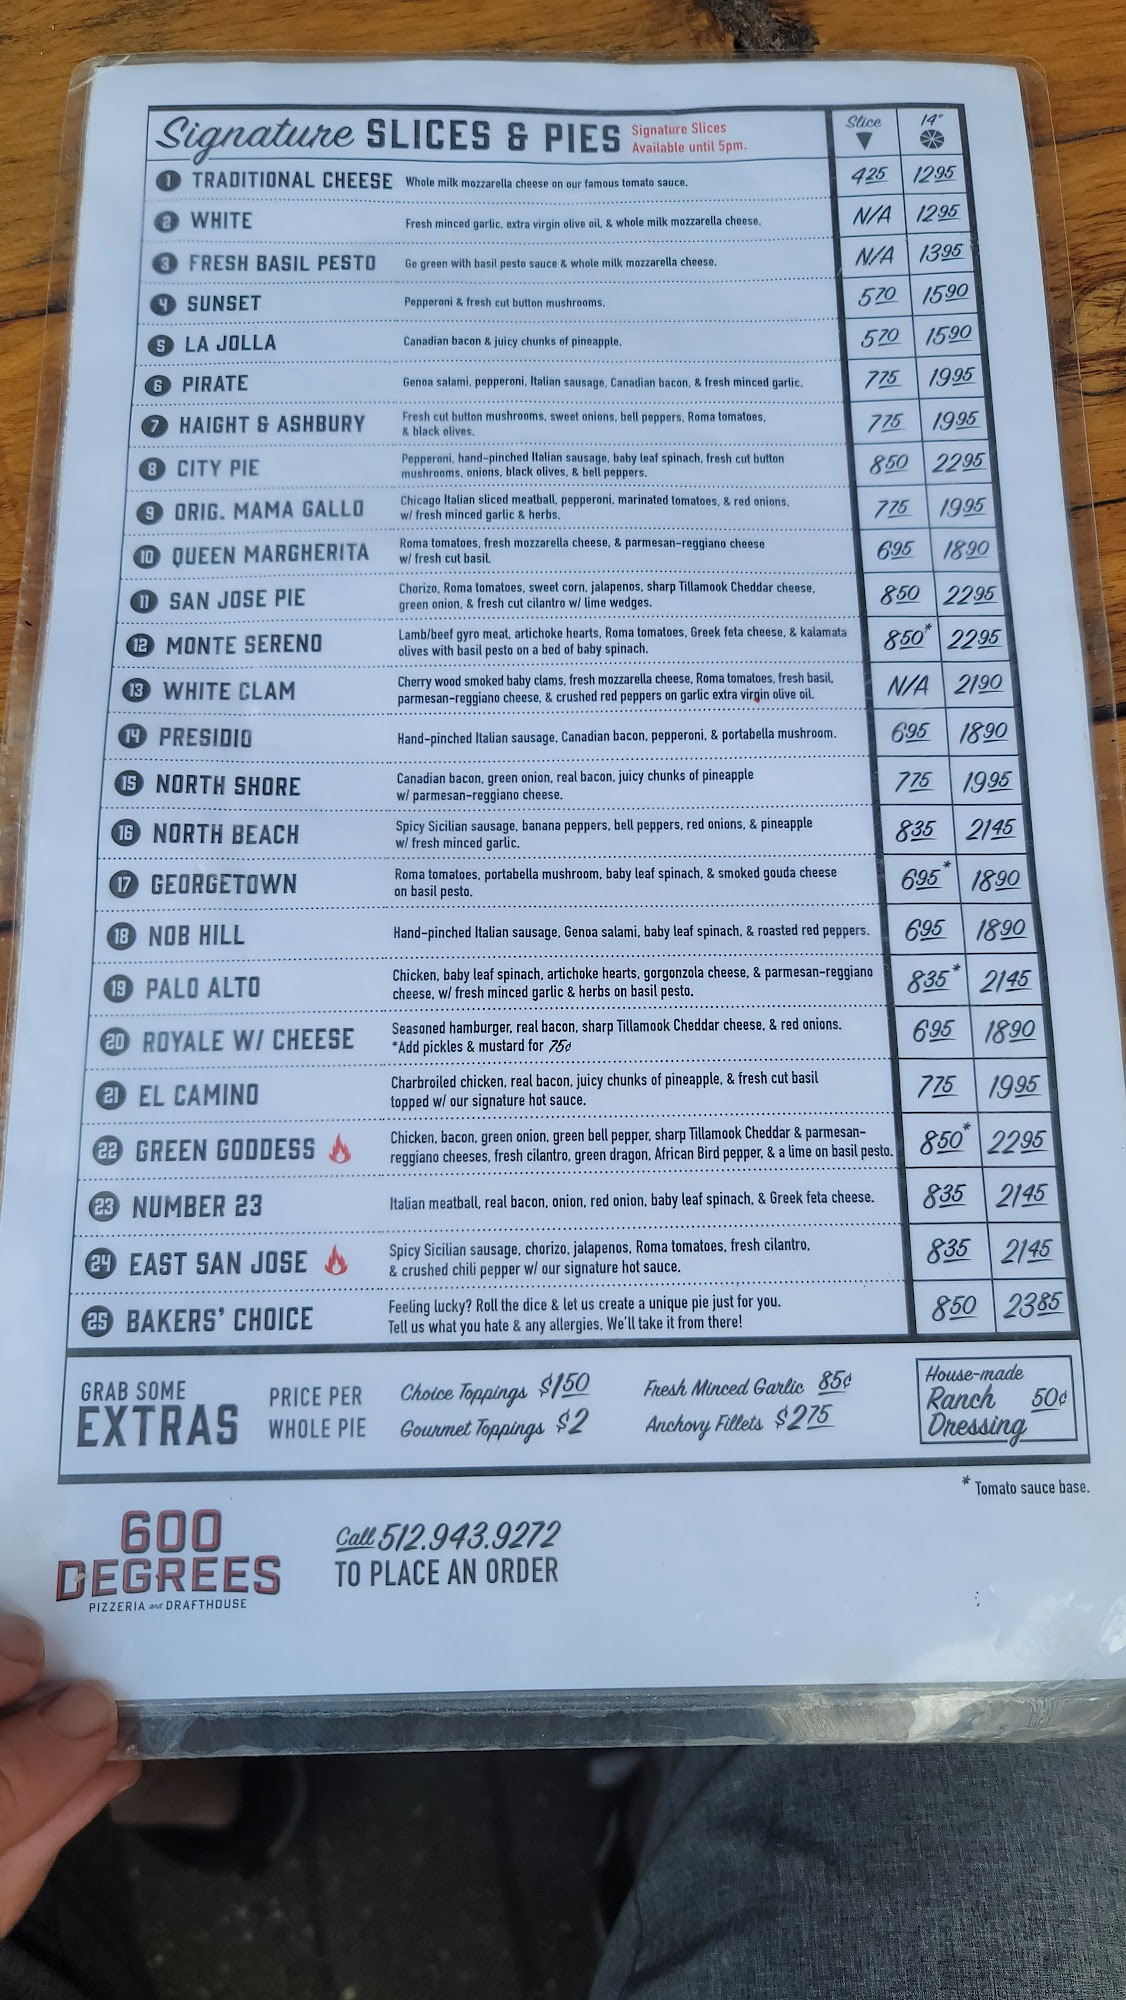 Signature SLICES & PIES Signature Slices Available until 5pm. Slice 14"
1 TRADITIONAL CHEESE Whole milk mozzarella cheese on our famous tomato sauce. 425 1295
2 WHITE Fresh minced garlic, extra virgin olive oil, & whole milk mozzarella cheese. N/A 1295
3 FRESH BASIL PESTO Go green with basil pesto sauce & whole milk mozzarella cheese. N/A 1395
4 SUNSET Pepperoni & fresh cut button mushrooms. 570 1590
5 LA JOLLA Canadian bacon & juicy chunks of pineapple. 570 1590
6 PIRATE Genoa salami, pepperoni, Italian sausage, Canadian bacon, & fresh minced garlic. 775 1995
7 HAIGHT & ASHBURY Fresh cut button mushrooms, sweet onions, bell peppers, Roma tomatoes, 775 1995
& black olives.
8 CITY PIE Pepperoni, hand-pinched Italian sausage, baby leaf spinach, fresh cut button 850 2295
mushrooms, onions, black olives, & bell peppers.
9 ORIG. MAMA GALLO Chicago Italian sliced meatball, pepperoni, marinated tomatoes, & red onions, 775 1995
w/ fresh minced garlic & herbs.
10 QUEEN MARGHERITA Roma tomatoes, fresh mozzarella cheese, & parmesan-reggiano cheese 695 1890
w/ fresh cut basil.
11 SAN JOSE PIE Chorizo, Roma tomatoes, sweet corn, jalapenos, sharp Tillamook Cheddar cheese, 850 2295
green onion, & fresh cut cilantro w/ lime wedges.
12 MONTE SERENO Lamb/beef gyro meat, artichoke hearts, Roma tomatoes, Greek feta cheese, & kalamata 850* 2295
olives with basil pesto on a bed of baby spinach.
13 WHITE CLAM Cherry wood smoked baby clams, fresh mozzarella cheese, Roma tomatoes, fresh basil, N/A 2190
parmesan-reggiano cheese, & crushed red peppers on garlic extra virgin olive oil.
14 PRESIDIO Hand-pinched Italian sausage, Canadian bacon, pepperoni, & portabella mushroom. 695 1890
15 NORTH SHORE Canadian bacon, green onion, real bacon, juicy chunks of pineapple 775 1995
w/ parmesan-reggiano cheese.
16 NORTH BEACH Spicy Sicilian sausage, banana peppers, bell peppers, red onions, & pineapple 835 2145
w/ fresh minced garlic.
17 GEORGETOWN Roma tomatoes, portabella mushroom, baby leaf spinach, & smoked gouda cheese 695* 1890
on basil pesto.
18 NOB HILL Hand-pinched Italian sausage, Genoa salami, baby leaf spinach, & roasted red peppers. 695 1890
19 PALO ALTO Chicken, baby leaf spinach, artichoke hearts, gorgonzola cheese, & parmesan-reggiano 835* 2145
cheese, w/ fresh minced garlic & herbs on basil pesto.
20 ROYALE W/ CHEESE Seasoned hamburger, real bacon, sharp Tillamook Cheddar cheese, & red onions. 695 1890
*Add pickles & mustard for 75¢
21 EL CAMINO Charbroiled chicken, real bacon, juicy chunks of pineapple, & fresh cut basil 775 1995
topped w/ our signature hot sauce.
22 GREEN GODDESS Chicken, bacon, green onion, green bell pepper, sharp Tillamook Cheddar & parmesan- 850* 2295
reggiano cheeses, fresh cilantro, green dragon, African Bird pepper, & a lime on basil pesto.
23 NUMBER 23 Italian meatball, real bacon, onion, red onion, baby leaf spinach, & Greek feta cheese. 835 2145
24 EAST SAN JOSE Spicy Sicilian sausage, chorizo, jalapenos, Roma tomatoes, fresh cilantro, 835 2145
& crushed chili pepper w/ our signature hot sauce.
25 BAKERS' CHOICE Feeling lucky? Roll the dice & let us create a unique pie just for you. 850 2385
Tell us what you hate & any allergies. We'll take it from there!
GRAB SOME EXTRAS
PRICE PER WHOLE PIE
Choice Toppings $150
Gourmet Toppings $2
Fresh Minced Garlic 85¢
Anchovy Fillets $275
House-made
Ranch 50¢
Dressing
* Tomato sauce base.
600
DEGREES
PIZZERIA and DRAFTHOUSE
Call 512.943.9272
TO PLACE AN ORDER